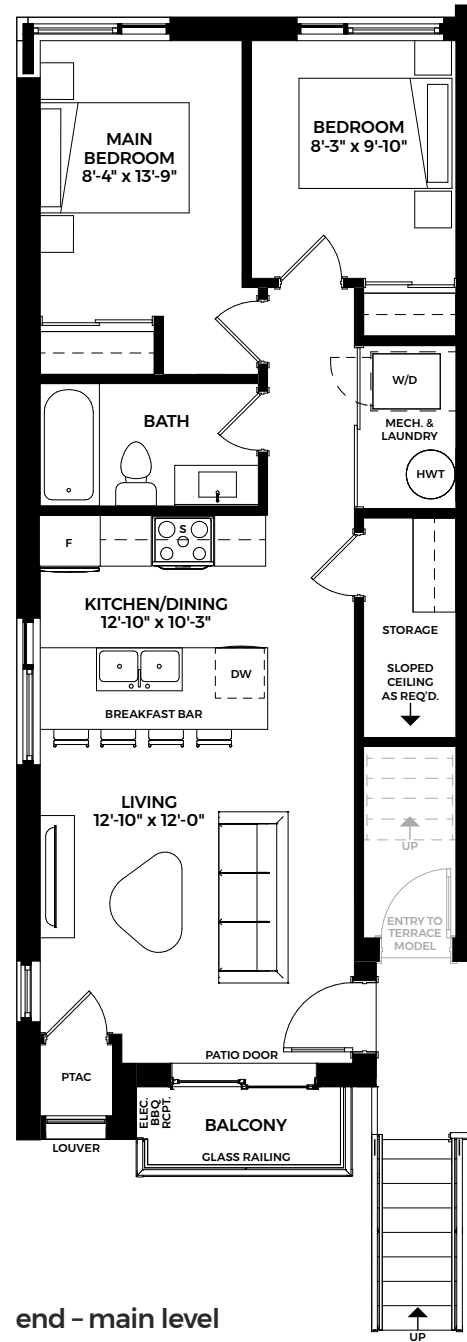 MAIN
BEDROOM
8'-4" x 13'-9"
BEDROOM
8'-3" x 9'-10"
W/D
BATH
MECH. &
LAUNDRY
HWT
F
S
KITCHEN/DINING
12'-10" x 10'-3"
STORAGE
DW
SLOPED
CEILING
AS REQ'D.
BREAKFAST BAR
LIVING
12'-10" x 12'-0"
UP
ENTRY TO
TERRACE
MODEL
PATIO DOOR
PTAC
ELEC.
BBQ
RCPT.
BALCONY
LOUVER
GLASS RAILING
end – main level
UP